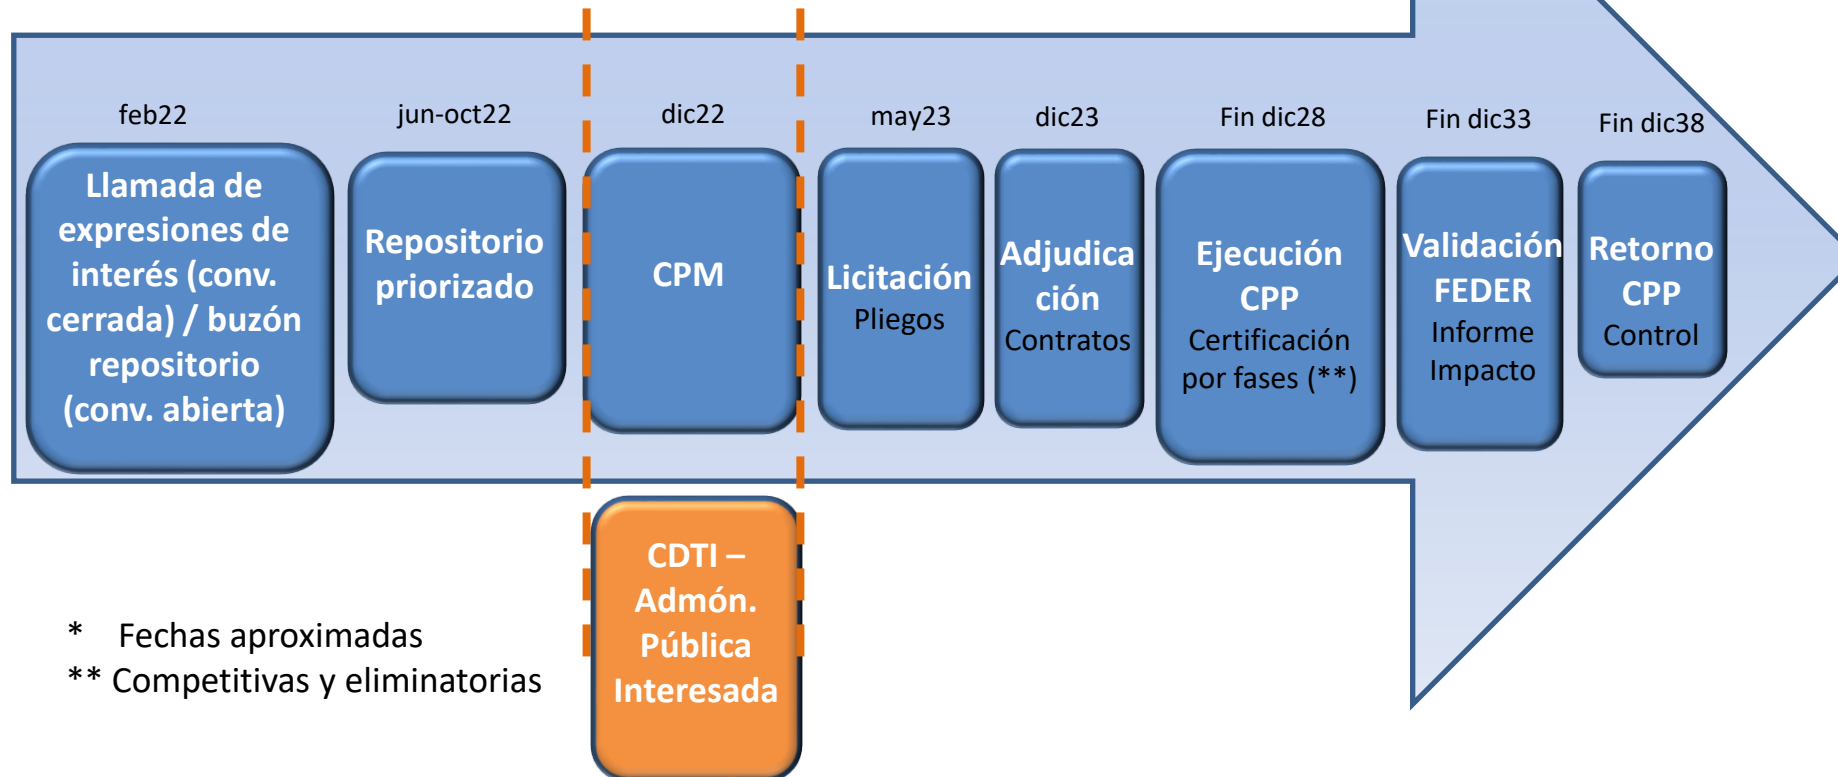 feb22
Llamada de
expresiones de
interés (conv.
cerrada) / buzón
repositorio
(conv. abierta)
jun-oct22
Repositorio
priorizado
dic22
CPM
may23
Licitación
Pliegos
dic23
Adjudica
ción
Contratos
Fin dic28
Ejecución
CPP
Certificación
por fases (**)
Fin dic33
Validación
FEDER
Informe
Impacto
Fin dic38
Retorno
CPP
Control
CDTI –
Admón.
Pública
Interesada
* Fechas aproximadas
** Competitivas y eliminatorias